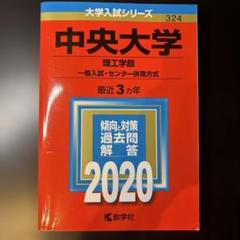 大学入試シリーズ
324
中央大学
理工学部
一般入試・センター併用方式
最近3カ年
傾向と対策
過去問
解答
2020
教学社